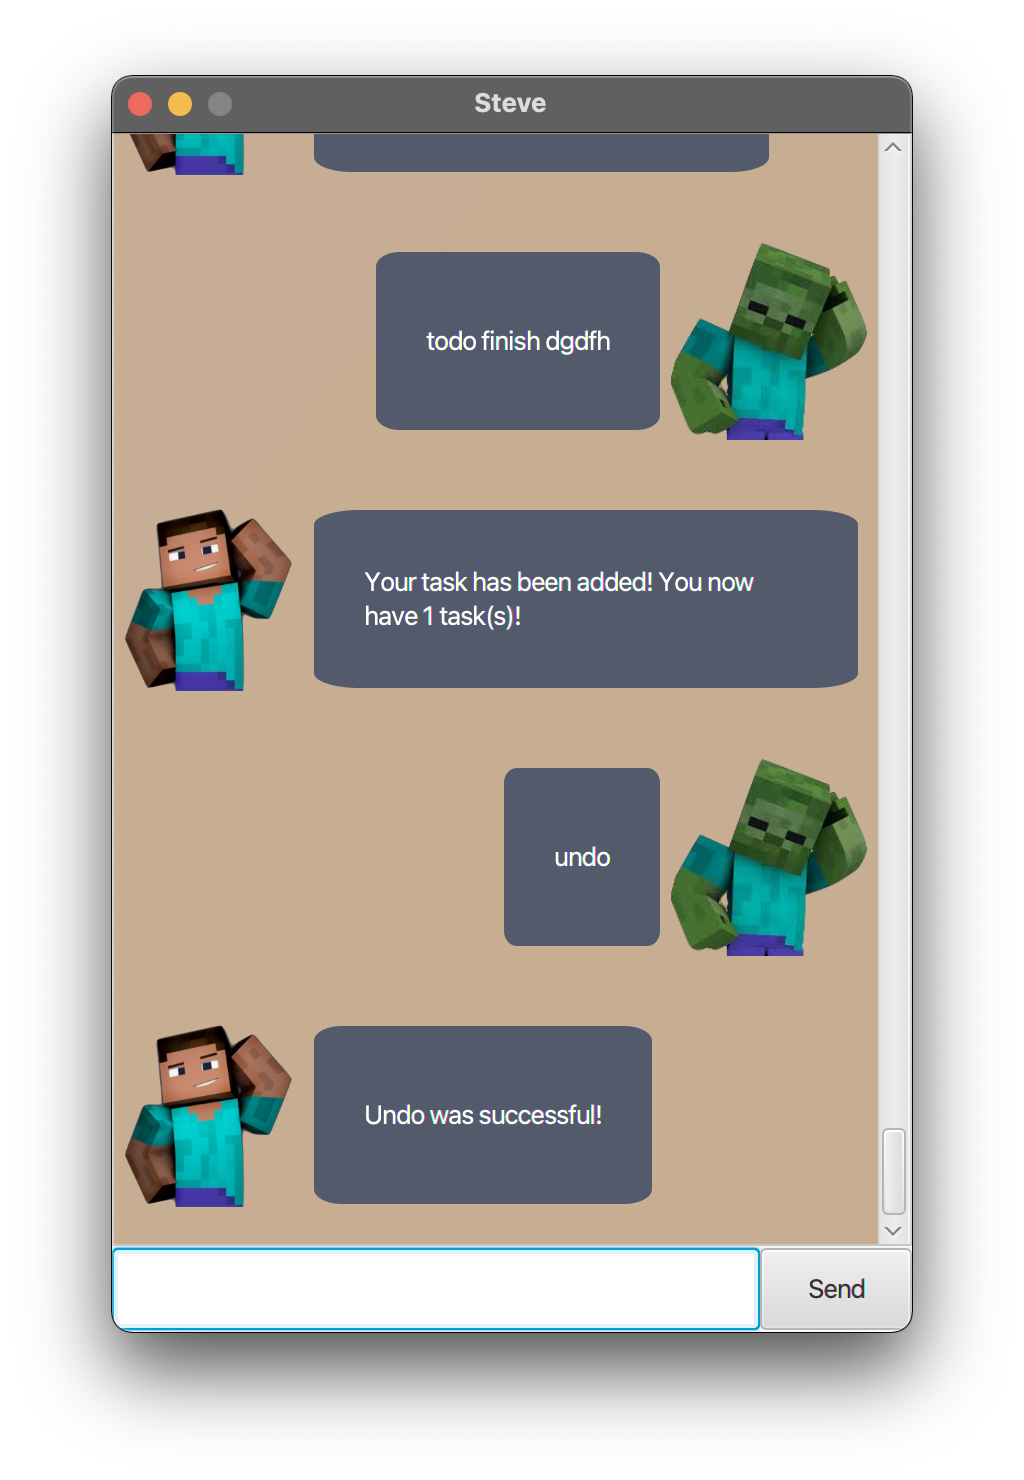 Steve
todo finish dgdfh
Your task has been added! You now
have 1 task(s)!
undo
Undo was successful!
Send